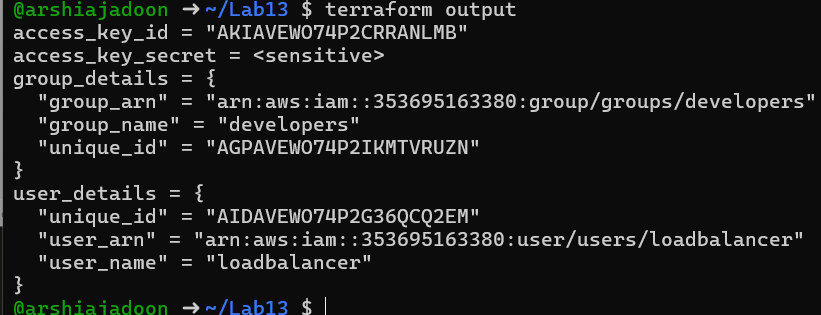 @arshiajadoon ➜ ~/Lab13 $ terraform output
access_key_id = "AKIAVEWO74P2CRRANLMB"
access_key_secret = <sensitive>
group_details = {
  "group_arn" = "arn:aws:iam::353695163380:group/groups/developers"
  "group_name" = "developers"
  "unique_id" = "AGPAVEWO74P2IKMTVRUZN"
}
user_details = {
  "unique_id" = "AIDAVEWO74P2G36QCQ2EM"
  "user_arn" = "arn:aws:iam::353695163380:user/users/loadbalancer"
  "user_name" = "loadbalancer"
}
@arshiajadoon ➜ ~/Lab13 $